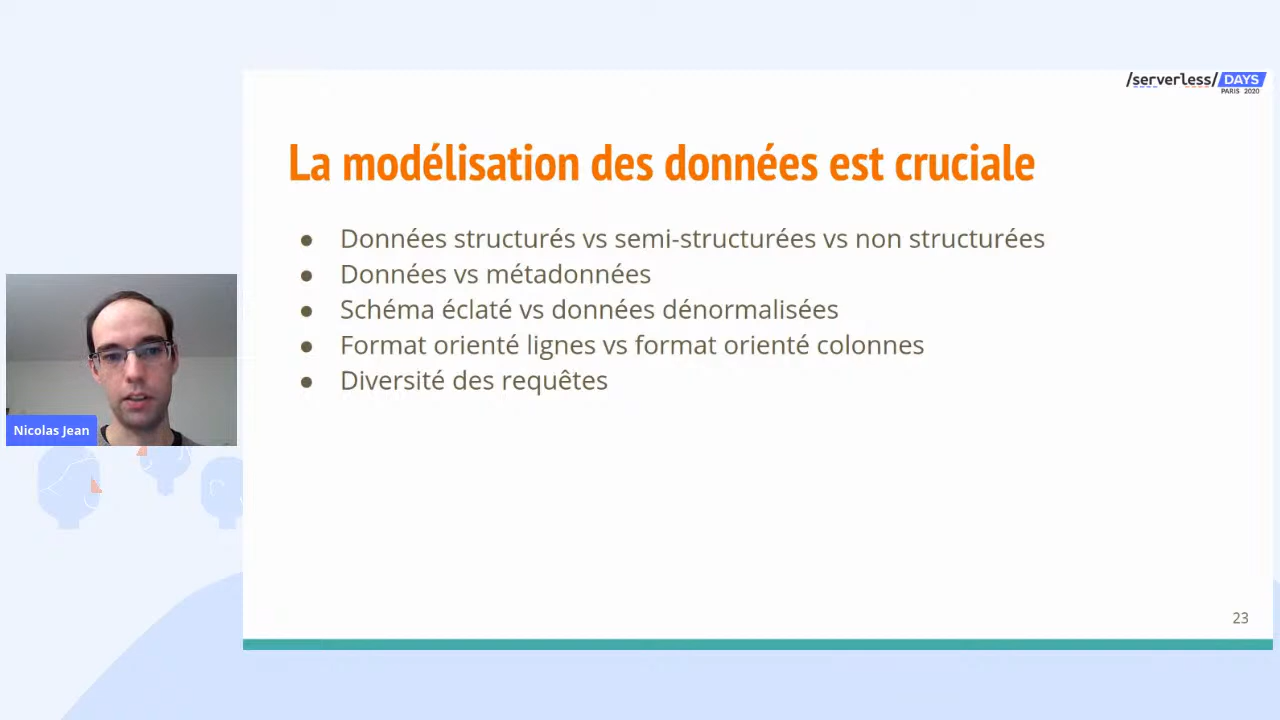 /serverless/ DAYS
PARIS 2020
La modélisation des données est cruciale
● Données structurés vs semi-structurées vs non structurées
● Données vs métadonnées
● Schéma éclaté vs données dénormalisées
● Format orienté lignes vs format orienté colonnes
● Diversité des requêtes
Nicolas Jean
23